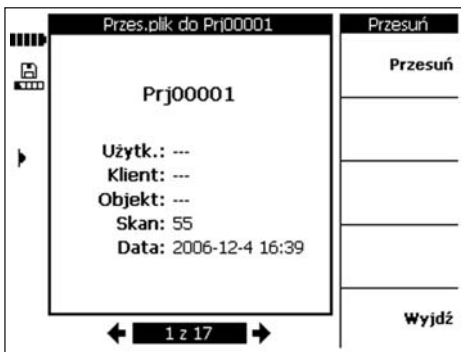 Przes.plik do Prj00001
Prj00001
Użytk.: ---
Klient: ---
Objekt: ---
Skan: 55
Data: 2006-12-4 16:39
1 z 17
Przesuń
Przesuń
Wyjdź